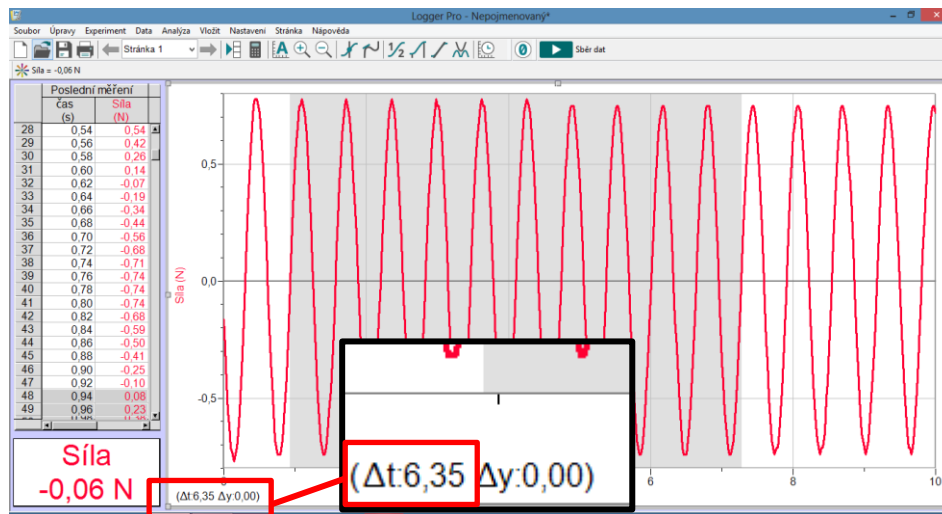 Logger Pro - Nepojmenovaný*
Soubor Úpravy Experiment Data Analýza Vložit Nastavení Stránka Nápověda
Stránka 1
Sběr dat
Síla = -0,06 N
Poslední měření
čas Síla
(s) (N)
28 0,54 0,54
29 0,56 0,42
30 0,58 0,26
31 0,60 0,14
32 0,62 -0,07
33 0,64 -0,19
34 0,66 -0,34
35 0,68 -0,44
36 0,70 -0,56
37 0,72 -0,68
38 0,74 -0,71
39 0,76 -0,74
40 0,78 -0,74
41 0,80 -0,74
42 0,82 -0,68
43 0,84 -0,59
44 0,86 -0,50
45 0,88 -0,41
46 0,90 -0,25
47 0,92 -0,10
48 0,94 0,08
49 0,96 0,23
Síla
-0,06 N
Síla (N)
0,5
0,0
-0,5
6
8
10
(Δt:6,35 Δy:0,00)
(Δt:6,35 Δy:0,00)